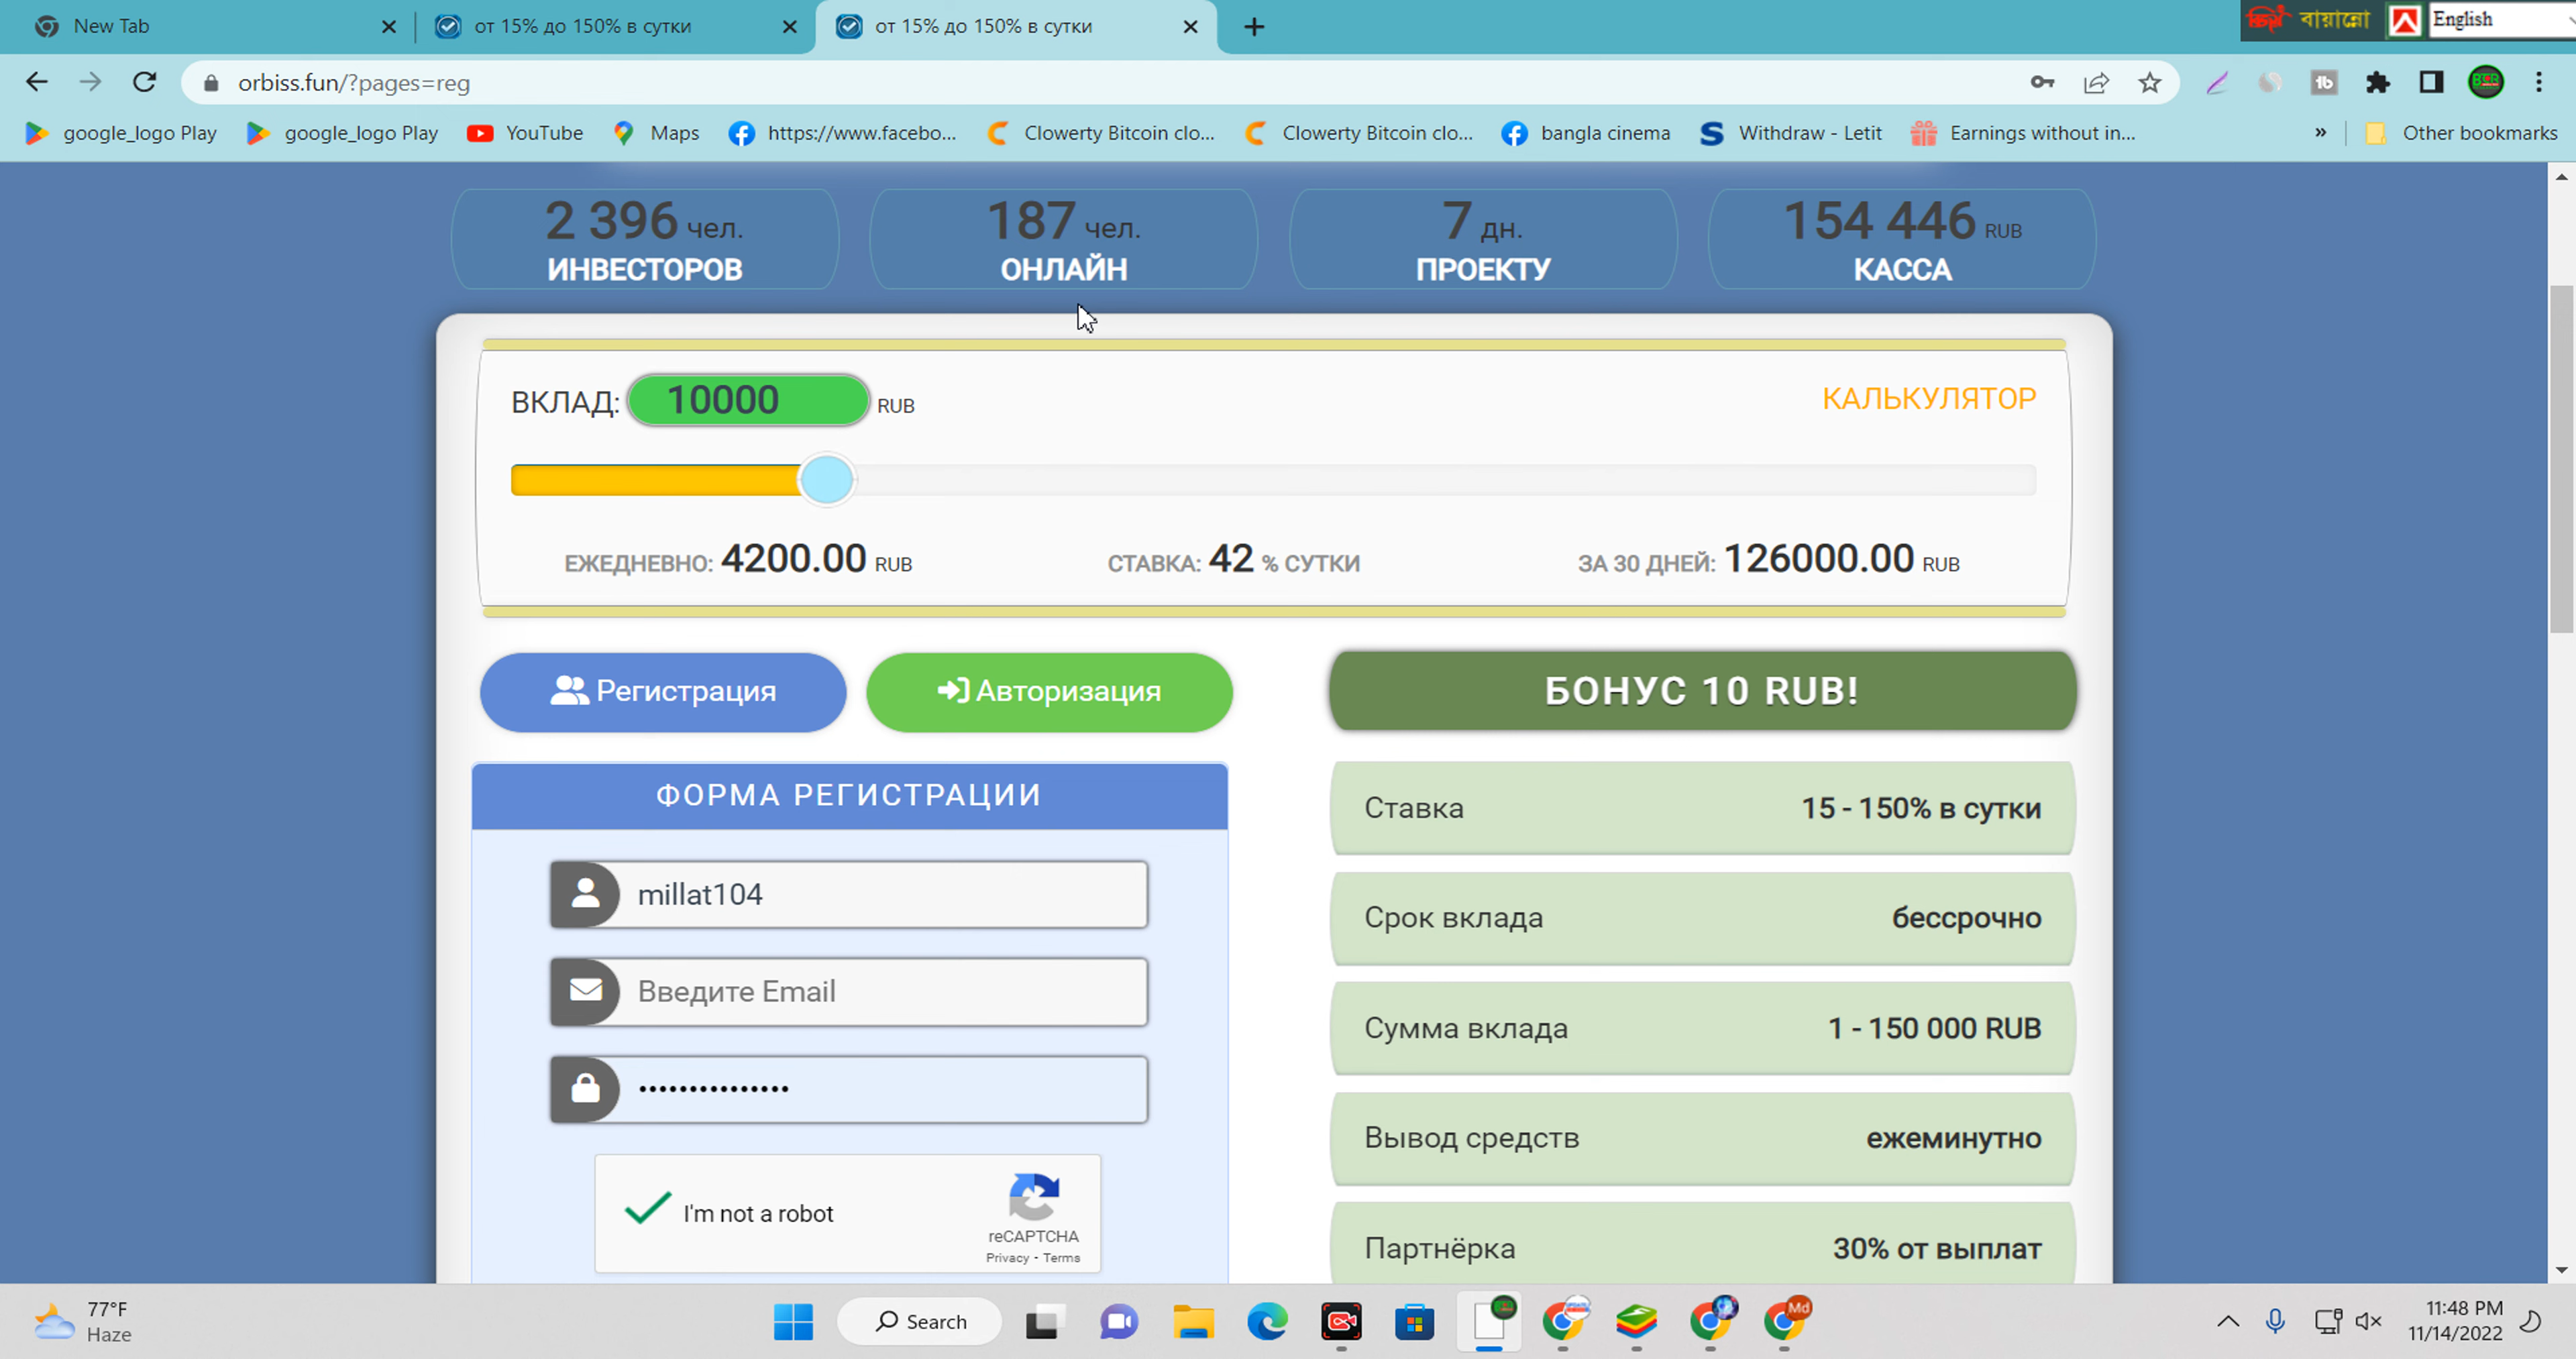 New Tab
от 15% до 150% в сутки
от 15% до 150% в сутки
বায়ান্নো
English
orbiss.fun/?pages=reg
google_logo Play
google_logo Play
YouTube
Maps
https://www.facebo...
Clowerty Bitcoin clo...
Clowerty Bitcoin clo...
bangla cinema
Withdraw - Letit
Earnings without in...
»
Other bookmarks
2 396 чел.
ИНВЕСТОРОВ
187 чел.
ОНЛАЙН
7 дн.
ПРОЕКТУ
154 446 RUB
КАССА
ВКЛАД: 10000 RUB
КАЛЬКУЛЯТОР
ЕЖЕДНЕВНО: 4200.00 RUB
СТАВКА: 42 % СУТКИ
ЗА 30 ДНЕЙ: 126000.00 RUB
Регистрация
Авторизация
БОНУС 10 RUB!
ФОРМА РЕГИСТРАЦИИ
millat104
Введите Email
•••••••••••••••
I'm not a robot
reCAPTCHA
Privacy - Terms
Ставка 15 - 150% в сутки
Срок вклада бессрочно
Сумма вклада 1 - 150 000 RUB
Вывод средств ежеминутно
Партнёрка 30% от выплат
77°F
Haze
Search
Md
11:48 PM
11/14/2022